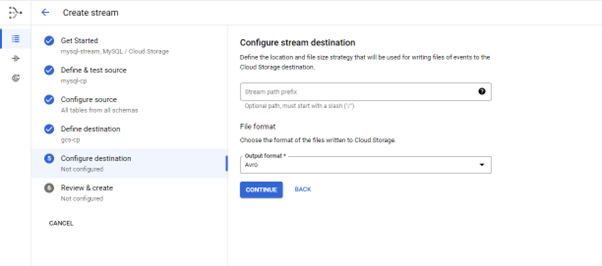 Create stream
Get Started
mysql-stream, MySQL / Cloud Storage
Define & test source
mysql-cp
Configure source
All tables from all schemas
Define destination
gcs-cp
5
Configure destination
Not configured
6
Review & create
Not configured
CANCEL
Configure stream destination
Define the location and file size strategy that will be used for writing files of events to the
Cloud Storage destination.
Stream path prefix
?
Optional path, must start with a slash ("/")
File format
Choose the format of the files written to Cloud Storage.
Output format *
Avro
CONTINUE
BACK